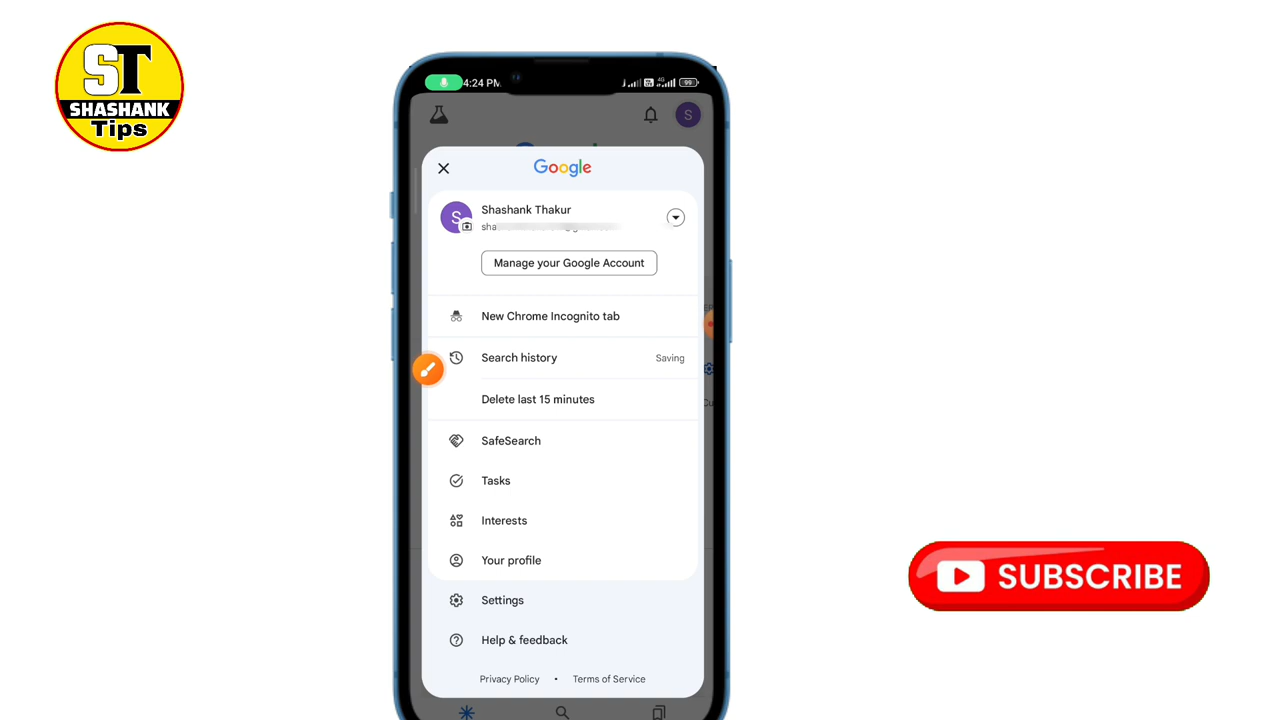 ST
SHASHANK
Tips
4:24 PM
4G
99
S
Google
S
Shashank Thakur
sha
Manage your Google Account
New Chrome Incognito tab
Search history
Saving
Delete last 15 minutes
SafeSearch
Tasks
Interests
Your profile
Settings
Help & feedback
Privacy Policy • Terms of Service
SUBSCRIBE